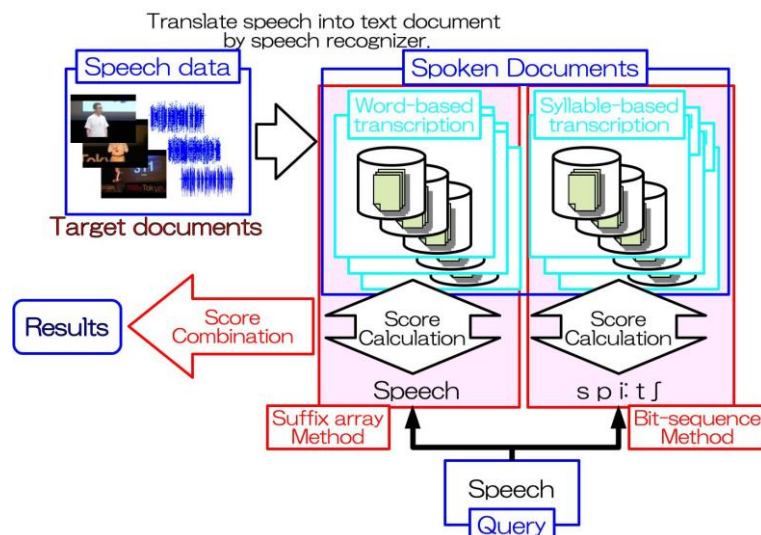 Translate speech into text document
by speech recognizer.
Speech data
Spoken Documents
Word-based
transcription
Syllable-based
transcription
Target documents
Results
Score
Combination
Score
Calculation
Score
Calculation
Speech
s p iː t ʃ
Suffix array
Method
Bit-sequence
Method
Speech
Query